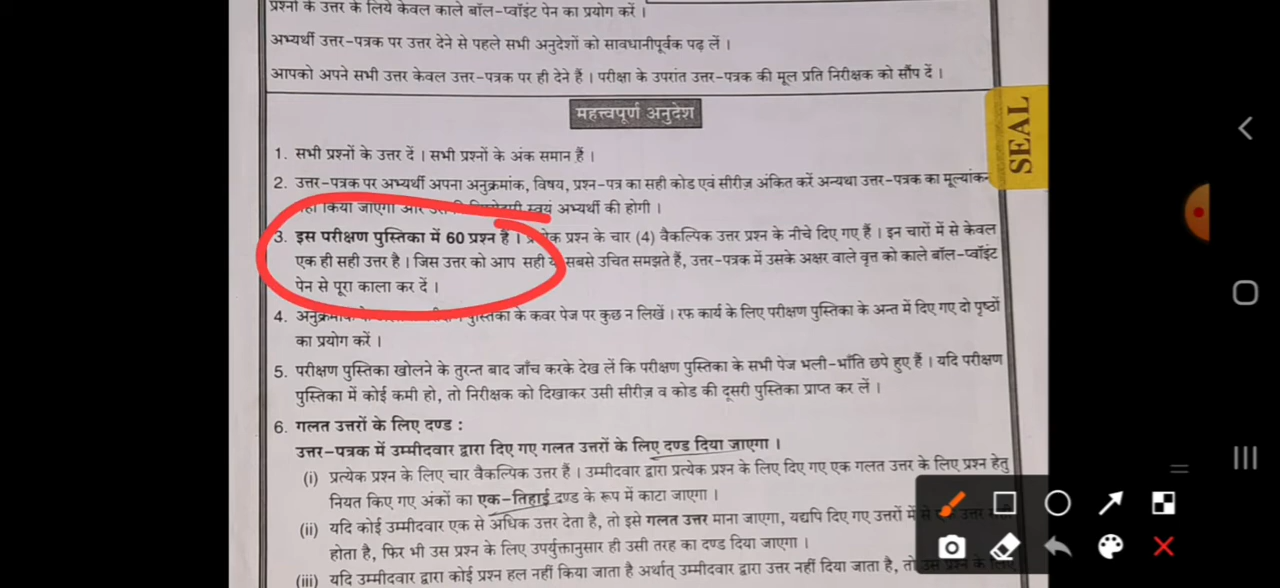 प्रश्नों के उत्तर के लिये केवल काले बॉल-प्वॉइंट पेन का प्रयोग करें ।
अभ्यर्थी उत्तर-पत्रक पर उत्तर देने से पहले सभी अनुदेशों को सावधानीपूर्वक पढ़ लें ।
आपको अपने सभी उत्तर केवल उत्तर-पत्रक पर ही देने हैं । परीक्षा के उपरांत उत्तर-पत्रक की मूल प्रति निरीक्षक को सौंप दें ।
महत्त्वपूर्ण अनुदेश
SEAL
1. सभी प्रश्नों के उत्तर दें । सभी प्रश्नों के अंक समान हैं ।
2. उत्तर-पत्रक पर अभ्यर्थी अपना अनुक्रमांक, विषय, प्रश्न-पत्र का सही कोड एवं सीरीज़ अंकित करें अन्यथा उत्तर-पत्रक का मूल्यांकन
किया जाएगा और स्वयं अभ्यर्थी की होगी ।
3. इस परीक्षण पुस्तिका में 60 प्रश्न हैं । प्रत्येक प्रश्न के चार (4) वैकल्पिक उत्तर प्रश्न के नीचे दिए गए हैं । इन चारों में से केवल
एक ही सही उत्तर है । जिस उत्तर को आप सही सबसे उचित समझते हैं, उत्तर-पत्रक में उसके अक्षर वाले वृत्त को काले बॉल-प्वॉइंट
पेन से पूरा काला कर दें ।
4. अनुक्रमांक के पुस्तिका के कवर पेज पर कुछ न लिखें । रफ कार्य के लिए परीक्षण पुस्तिका के अन्त में दिए गए दो पृष्ठों
का प्रयोग करें ।
5. परीक्षण पुस्तिका खोलने के तुरन्त बाद जाँच करके देख लें कि परीक्षण पुस्तिका के सभी पेज भली-भाँति छपे हुए हैं । यदि परीक्षण
पुस्तिका में कोई कमी हो, तो निरीक्षक को दिखाकर उसी सीरीज़ व कोड की दूसरी पुस्तिका प्राप्त कर लें ।
6. गलत उत्तरों के लिए दण्ड :
उत्तर-पत्रक में उम्मीदवार द्वारा दिए गए गलत उत्तरों के लिए दण्ड दिया जाएगा ।
(i) प्रत्येक प्रश्न के लिए चार वैकल्पिक उत्तर हैं । उम्मीदवार द्वारा प्रत्येक प्रश्न के लिए दिए गए एक गलत उत्तर के लिए प्रश्न हेतु
नियत किए गए अंकों का एक-तिहाई दण्ड के रूप में काटा जाएगा ।
(ii) यदि कोई उम्मीदवार एक से अधिक उत्तर देता है, तो इसे गलत उत्तर माना जाएगा, यद्यपि दिए गए उत्तरों में से एक उत्तर
होता है, फिर भी उस प्रश्न के लिए उपर्युक्तानुसार ही उसी तरह का दण्ड दिया जाएगा ।
(iii) यदि उम्मीदवार द्वारा कोई प्रश्न हल नहीं किया जाता है अर्थात् उम्मीदवार द्वारा उत्तर नहीं दिया जाता है, तो उस प्रश्न के लिए